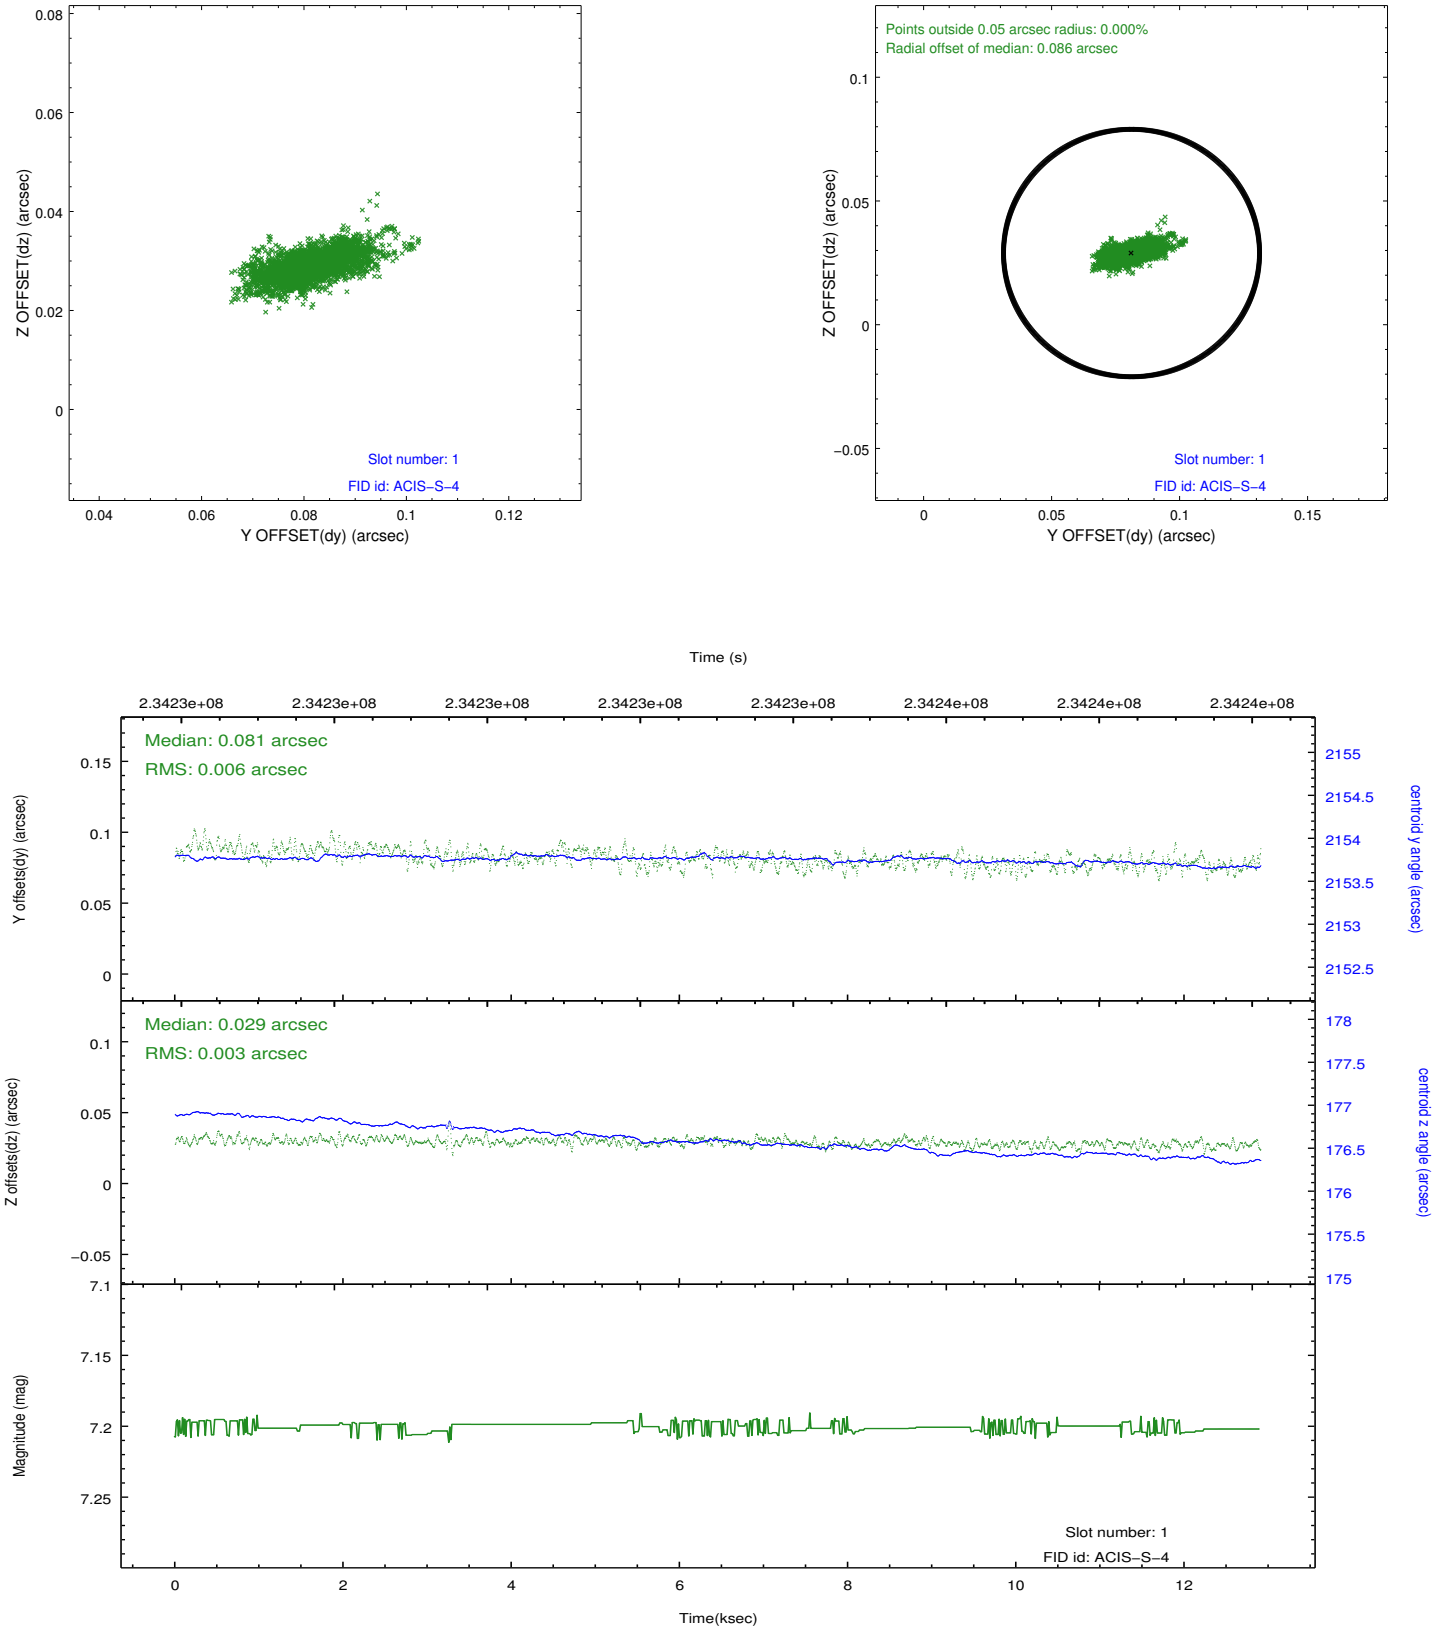 0.08
0.06
0.04
0.02
0
Z OFFSET(dz) (arcsec)
Slot number: 1
FID id: ACIS−S−4
0.04 0.06 0.08 0.1 0.12
Y OFFSET(dy) (arcsec)
Points outside 0.05 arcsec radius: 0.000%
Radial offset of median: 0.086 arcsec
0.1
0.05
0
−0.05
Z OFFSET(dz) (arcsec)
Slot number: 1
FID id: ACIS−S−4
0 0.05 0.1 0.15
Y OFFSET(dy) (arcsec)
Time (s)
2.3423e+08 2.3423e+08 2.3423e+08 2.3423e+08 2.3423e+08 2.3424e+08 2.3424e+08 2.3424e+08
Median: 0.081 arcsec
RMS: 0.006 arcsec
0.15
0.1
0.05
0
Y offsets(dy) (arcsec)
2155
2154.5
2154
2153.5
2153
2152.5
centroid y angle (arcsec)
Median: 0.029 arcsec
RMS: 0.003 arcsec
0.1
0.05
0
−0.05
Z offsets(dz) (arcsec)
178
177.5
177
176.5
176
175.5
175
centroid z angle (arcsec)
7.1
7.15
7.2
7.25
Magnitude (mag)
Slot number: 1
FID id: ACIS−S−4
0 2 4 6 8 10 12
Time(ksec)